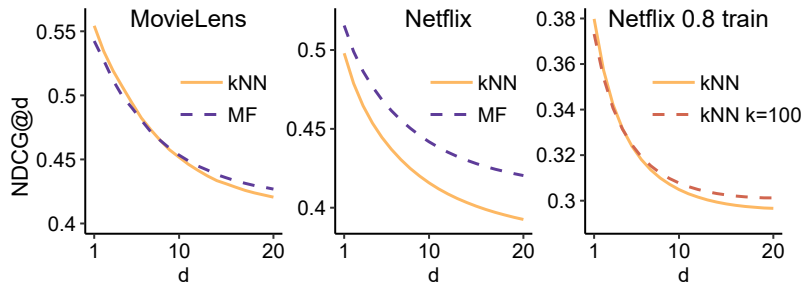 MovieLens
NDCG@d
0.55
0.5
0.45
0.4
kNN
MF
1
10
20
d
Netflix
0.5
0.45
0.4
kNN
MF
1
10
20
d
Netflix 0.8 train
0.38
0.36
0.34
0.32
0.3
kNN
kNN k=100
1
10
20
d